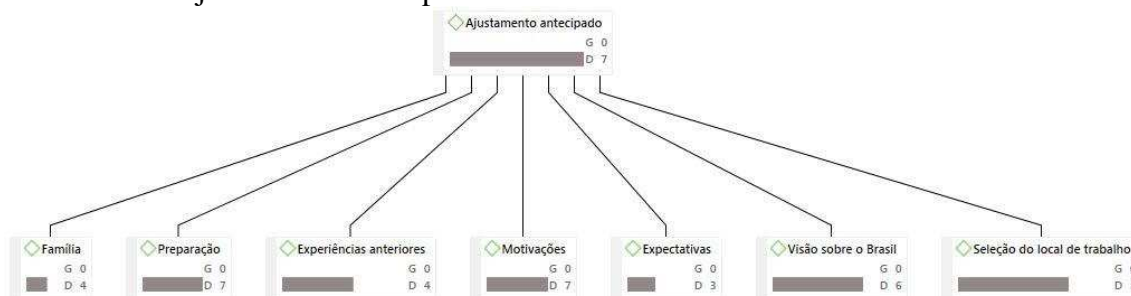 Ajustamento antecipado
G 0
D 7
Família
G 0
D 4
Preparação
G 0
D 7
Experiências anteriores
G 0
D 4
Motivações
G 0
D 7
Expectativas
G 0
D 3
Visão sobre o Brasil
G 0
D 6
Seleção do local de trabalho
G
D